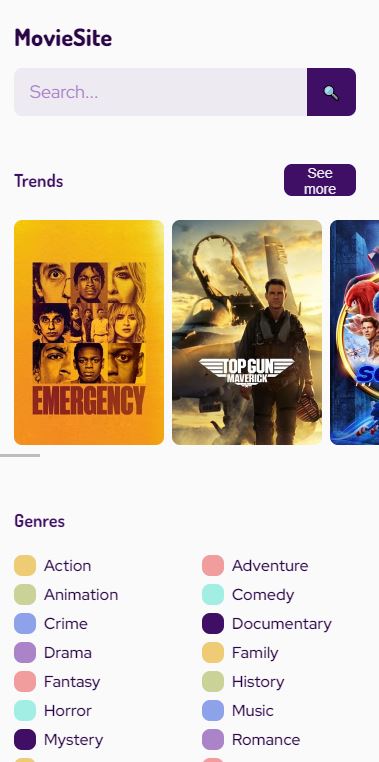 MovieSite
Search...
Trends
See
more
EMERGENCY
TOP GUN
MAVERICK
Genres
Action
Adventure
Animation
Comedy
Crime
Documentary
Drama
Family
Fantasy
History
Horror
Music
Mystery
Romance